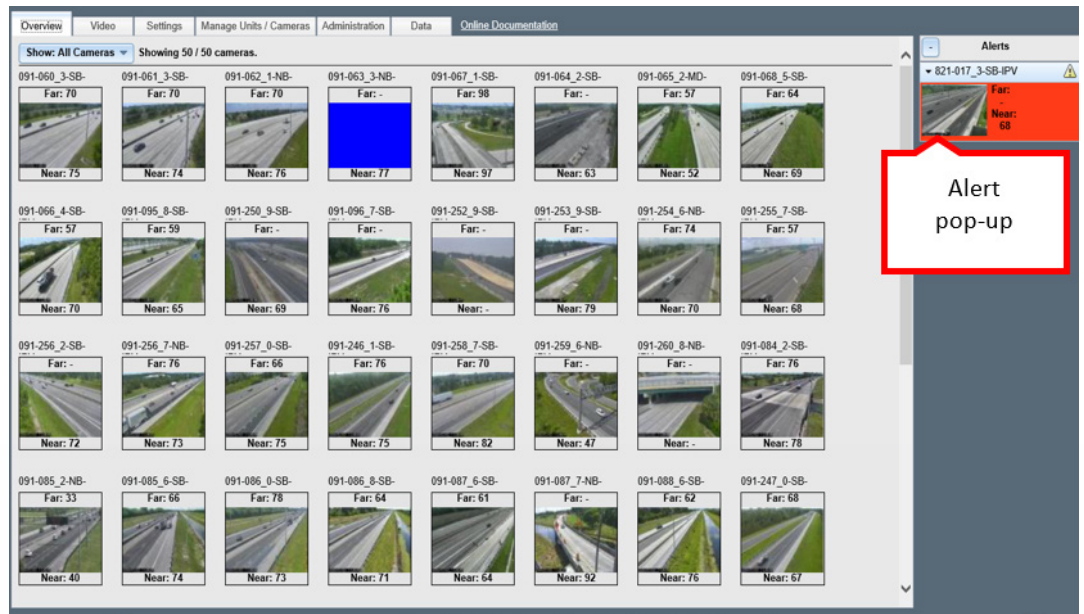 Overview Video Settings Manage Units / Cameras Administration Data Online Documentation
Show: All Cameras Showing 50 / 50 cameras.
091-060_3-SB- 091-061_3-SB- 091-062_1-NB- 091-063_3-NB- 091-067_1-SB- 091-064_2-SB- 091-065_2-MD- 091-068_5-SB-
Far: 70 Far: 70 Far: 70 Far: - Far: 98 Far: - Far: 57 Far: 64
Near: 75 Near: 74 Near: 76 Near: 77 Near: 97 Near: 63 Near: 52 Near: 69
091-066_4-SB- 091-095_8-SB- 091-250_9-SB- 091-096_7-SB- 091-252_9-SB- 091-253_9-SB- 091-254_6-NB- 091-255_7-SB-
Far: 57 Far: 59 Far: - Far: - Far: - Far: - Far: 74 Far: 57
Near: 70 Near: 65 Near: 69 Near: 76 Near: - Near: 79 Near: 70 Near: 68
091-256_2-SB- 091-256_7-NB- 091-257_0-SB- 091-246_1-SB- 091-258_7-SB- 091-259_6-NB- 091-260_8-NB- 091-084_2-SB-
Far: - Far: 76 Far: 66 Far: 76 Far: 70 Far: - Far: - Far: 76
Near: 72 Near: 73 Near: 75 Near: 75 Near: 82 Near: 47 Near: - Near: 78
091-085_2-NB- 091-085_6-SB- 091-086_0-SB- 091-086_8-SB- 091-087_6-SB- 091-087_7-NB- 091-088_6-SB- 091-247_0-SB-
Far: 33 Far: 66 Far: 78 Far: 64 Far: 61 Far: - Far: 62 Far: 68
Near: 40 Near: 74 Near: 73 Near: 71 Near: 64 Near: 92 Near: 76 Near: 67
- Alerts
821-017_3-SB-IPV
Far:
-
Near:
68
Alert
pop-up